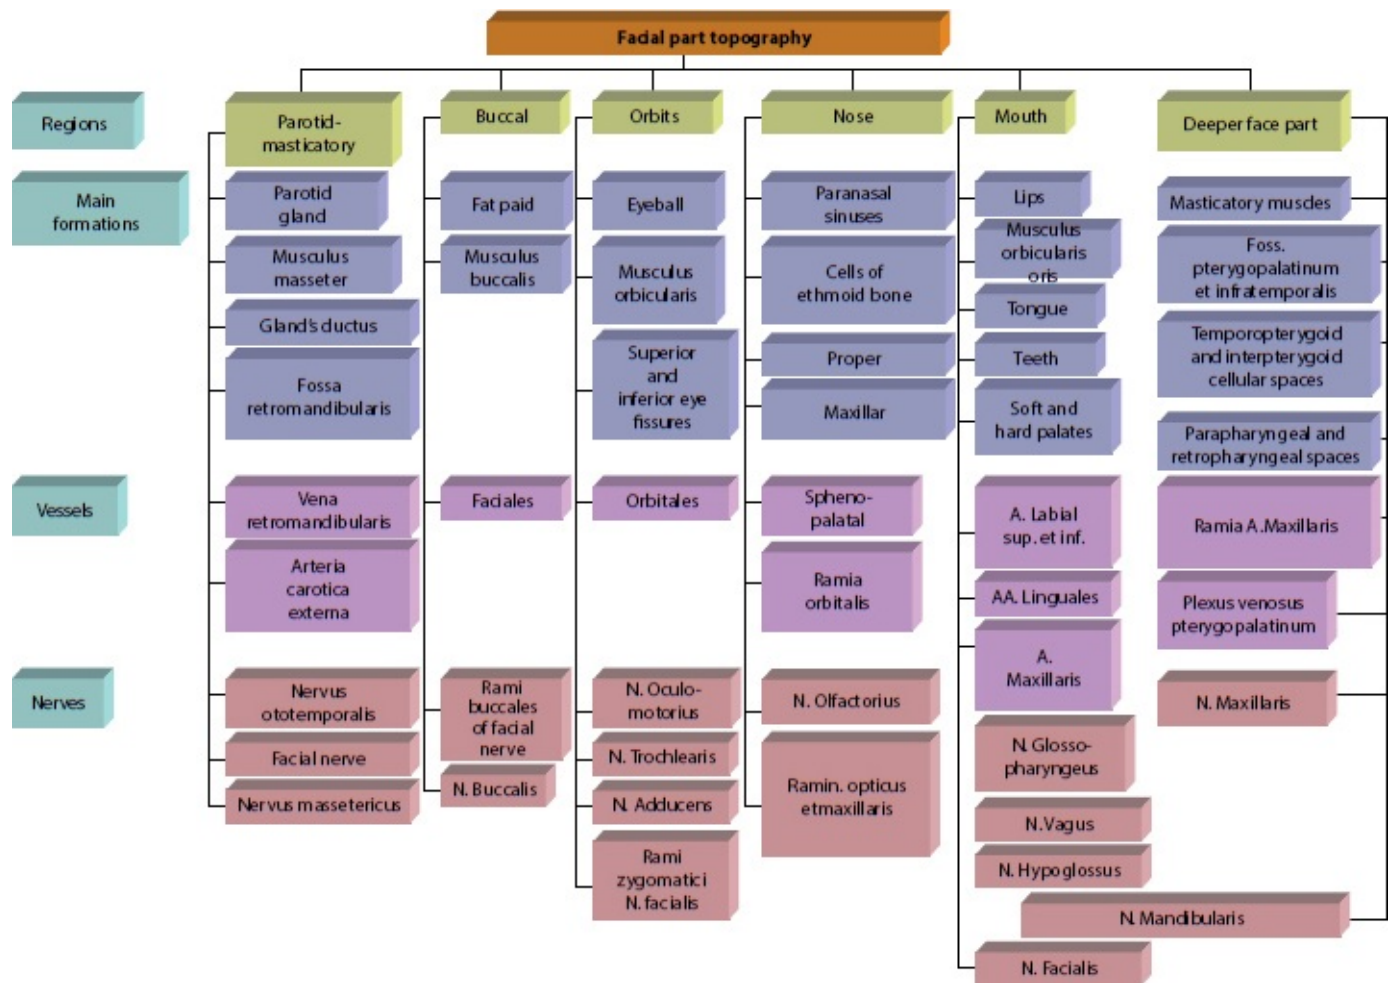 Facial part topography
Regions
Parotid-
masticatory
Buccal
Orbits
Nose
Mouth
Deeper face part
Main
formations
Parotid
gland
Fat paid
Eyeball
Paranasal
sinuses
Lips
Masticatory muscles
Musculus
masseter
Musculus
buccalis
Musculus
orbicularis
Cells of
ethmoid bone
Musculus
orbicularis
oris
Foss.
pterygopalatinum
et infratemporalis
Gland's ductus
Tongue
Temporopterygoid
and interpterygoid
cellular spaces
Fossa
retromandibularis
Superior
and
inferior eye
fissures
Proper
Teeth
Maxillar
Soft and
hard palates
Parapharyngeal and
retropharyngeal spaces
Vessels
Vena
retromandibularis
Faciales
Orbitales
Spheno-
palatal
A. Labial
sup. et inf.
Ramia A.Maxillaris
Arteria
carotica
externa
Ramia
orbitalis
AA. Linguales
Plexus venosus
pterygopalatinum
A.
Maxillaris
Nerves
Nervus
ototemporalis
Rami
buccales
of facial
nerve
N. Oculo-
motorius
N. Olfactorius
N. Maxillaris
Facial nerve
N. Trochlearis
Ramin. opticus
etmaxillaris
N. Glosso-
pharyngeus
Nervus massetericus
N. Buccalis
N. Adducens
N. Vagus
Rami
zygomatici
N. facialis
N. Hypoglossus
N. Mandibularis
N. Facialis